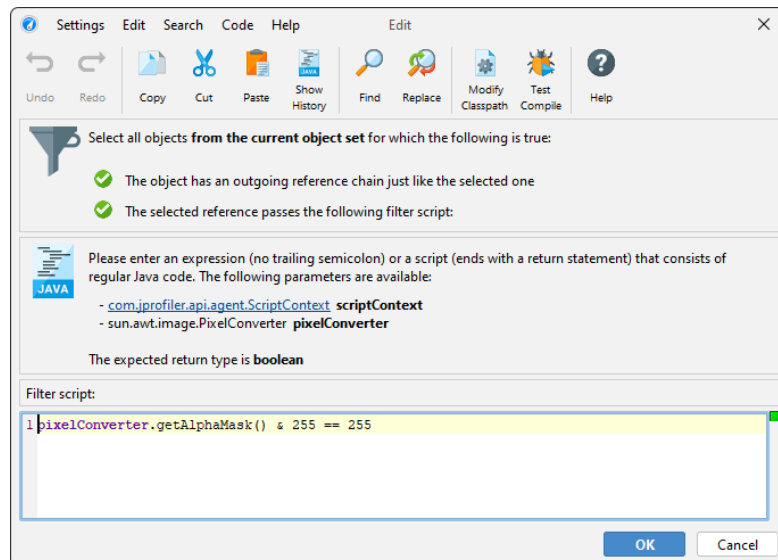 Settings Edit Search Code Help Edit
Undo Redo Copy Cut Paste Show History Find Replace Modify Classpath Test Compile Help
Select all objects from the current object set for which the following is true:
The object has an outgoing reference chain just like the selected one
The selected reference passes the following filter script:
JAVA
Please enter an expression (no trailing semicolon) or a script (ends with a return statement) that consists of
regular Java code. The following parameters are available:
- com.jprofiler.api.agent.ScriptContext scriptContext
- sun.awt.image.PixelConverter pixelConverter
The expected return type is boolean
Filter script:
1 pixelConverter.getAlphaMask() & 255 == 255
OK Cancel